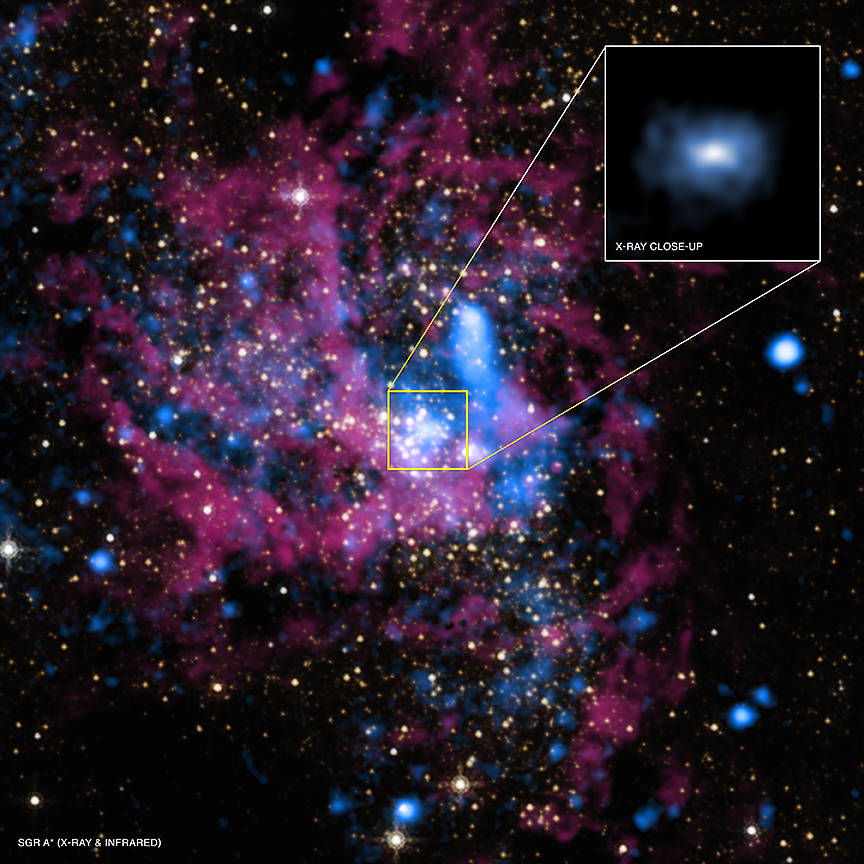 X-RAY CLOSE-UP
SGR A* (X-RAY & INFRARED)